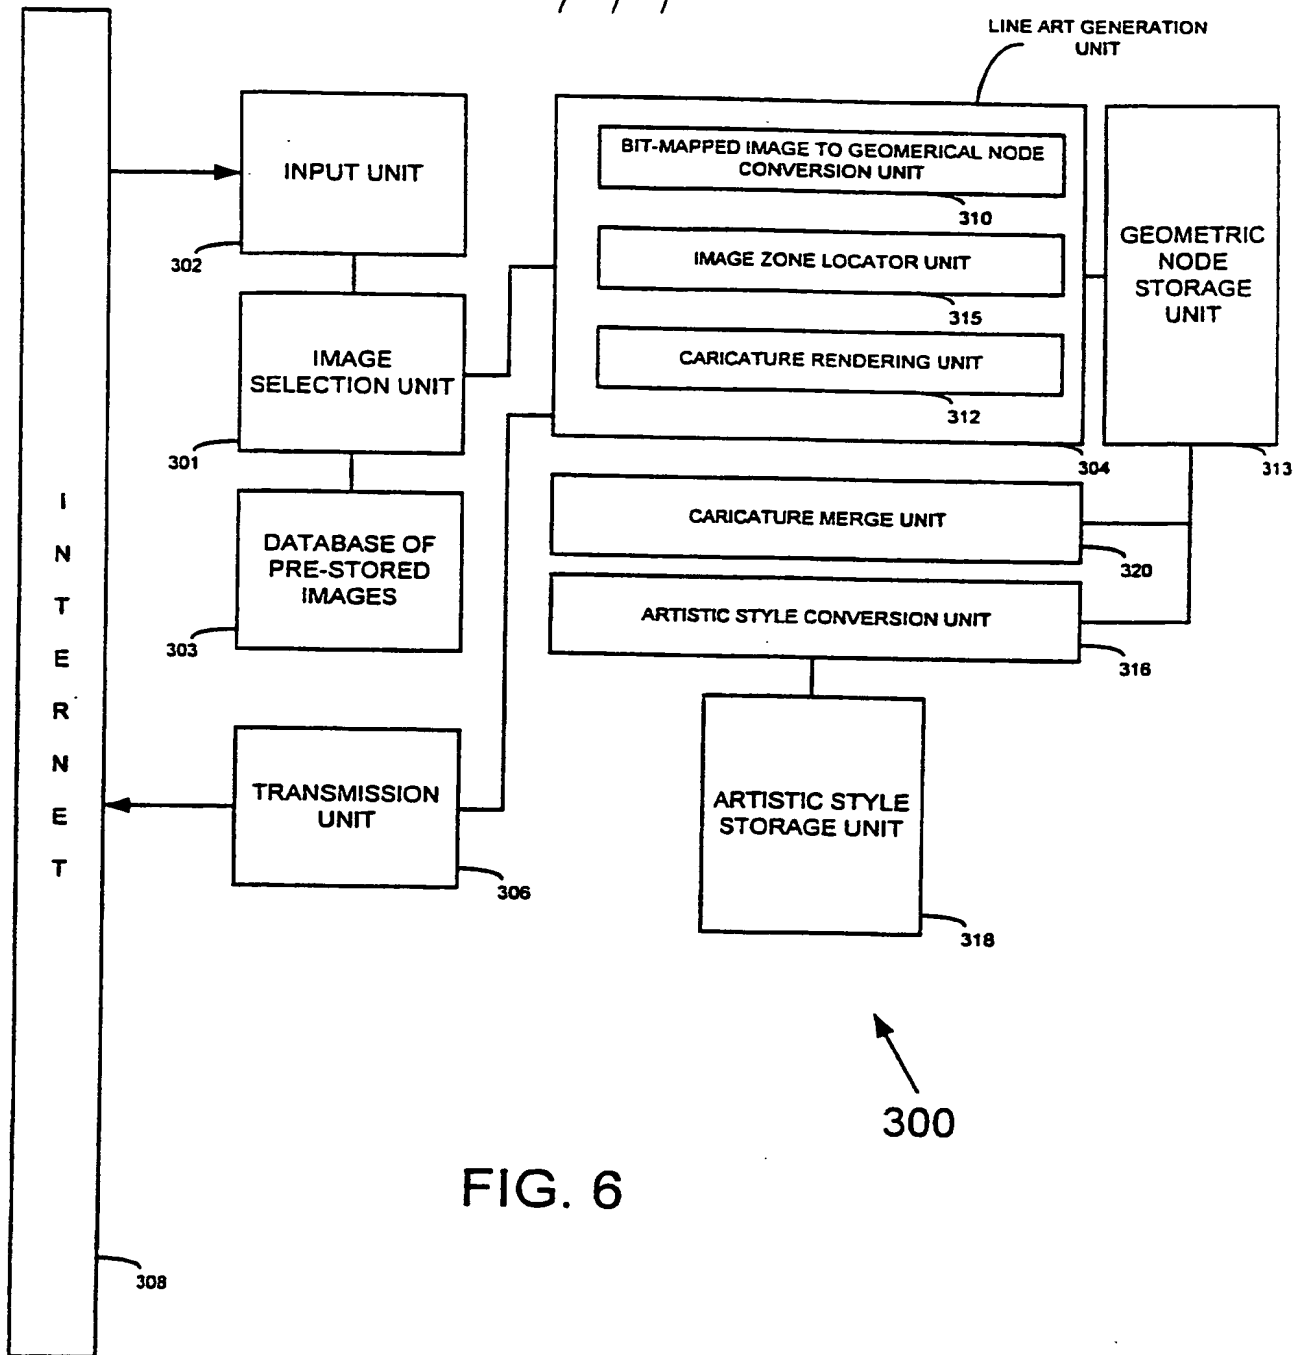 LINE ART GENERATION
UNIT
INPUT UNIT
302
IMAGE
SELECTION UNIT
301
DATABASE OF
PRE-STORED
IMAGES
303
TRANSMISSION
UNIT
306
BIT-MAPPED IMAGE TO GEOMERICAL NODE
CONVERSION UNIT
310
IMAGE ZONE LOCATOR UNIT
315
CARICATURE RENDERING UNIT
312
304
GEOMETRIC
NODE
STORAGE
UNIT
313
CARICATURE MERGE UNIT
320
ARTISTIC STYLE CONVERSION UNIT
316
ARTISTIC STYLE
STORAGE UNIT
318
I
N
T
E
R
N
E
T
308
300
FIG. 6